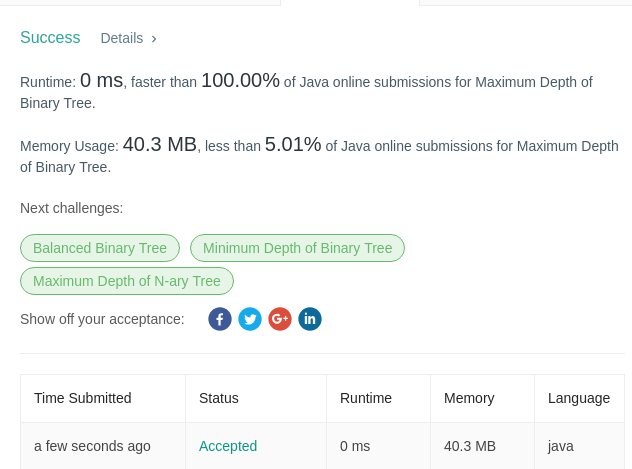 Success Details >
Runtime: 0 ms, faster than 100.00% of Java online submissions for Maximum Depth of
Binary Tree.
Memory Usage: 40.3 MB, less than 5.01% of Java online submissions for Maximum Depth
of Binary Tree.
Next challenges:
Balanced Binary Tree Minimum Depth of Binary Tree
Maximum Depth of N-ary Tree
Show off your acceptance:
Time Submitted Status Runtime Memory Language
a few seconds ago Accepted 0 ms 40.3 MB java